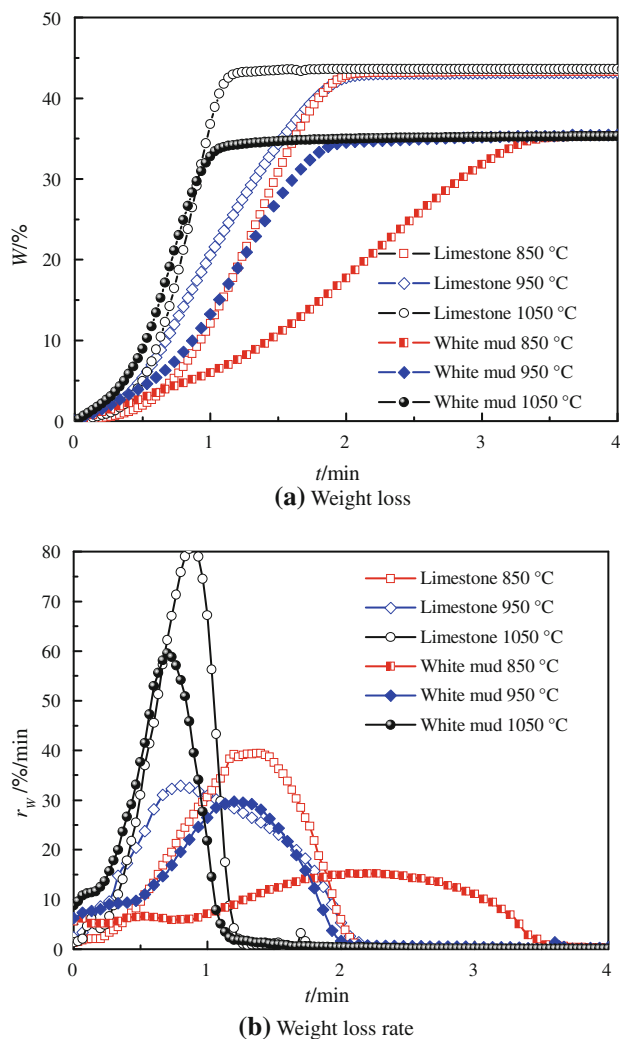 50
40
30
20
10
0
W/%
Limestone 850 °C
Limestone 950 °C
Limestone 1050 °C
White mud 850 °C
White mud 950 °C
White mud 1050 °C
0 1 2 3 4
t/min
(a) Weight loss
80
70
60
50
40
30
20
10
0
r_w/%/min
Limestone 850 °C
Limestone 950 °C
Limestone 1050 °C
White mud 850 °C
White mud 950 °C
White mud 1050 °C
0 1 2 3 4
t/min
(b) Weight loss rate